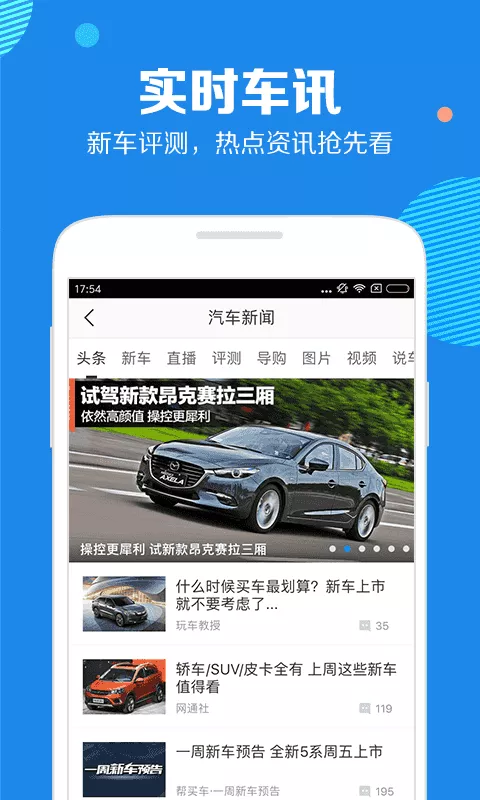 实时车讯
新车评测，热点资讯抢先看
17:54
汽车新闻
头条 新车 直播 评测 导购 图片 视频 说车
试驾新款昂克赛拉三厢
依然高颜值 操控更犀利
AXELA
操控更犀利 试新款昂克赛拉三厢
什么时候买车最划算？新车上市
就不要考虑了...
玩车教授 35
轿车/SUV/皮卡全有 上周这些新车
值得看
网通社 119
一周新车预告
一周新车预告 全新5系周五上市
帮买车·一周新车预告 195